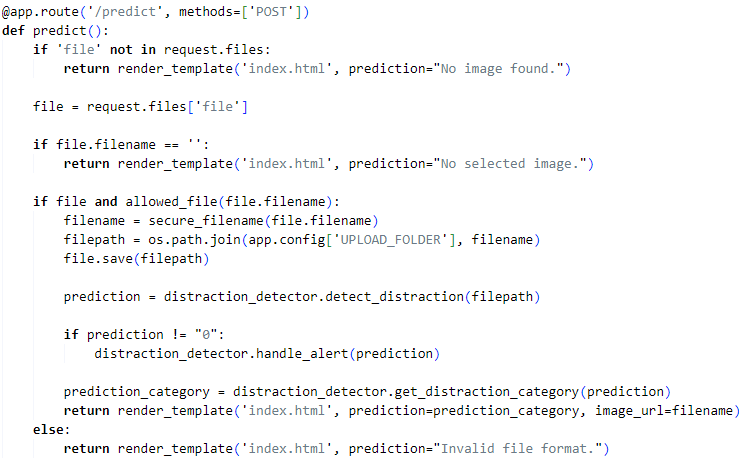 @app.route('/predict', methods=['POST'])
def predict():
    if 'file' not in request.files:
        return render_template('index.html', prediction="No image found.")

    file = request.files['file']

    if file.filename == '':
        return render_template('index.html', prediction="No selected image.")

    if file and allowed_file(file.filename):
        filename = secure_filename(file.filename)
        filepath = os.path.join(app.config['UPLOAD_FOLDER'], filename)
        file.save(filepath)

        prediction = distraction_detector.detect_distraction(filepath)

        if prediction != "0":
            distraction_detector.handle_alert(prediction)

        prediction_category = distraction_detector.get_distraction_category(prediction)
        return render_template('index.html', prediction=prediction_category, image_url=filename)
    else:
        return render_template('index.html', prediction="Invalid file format.")